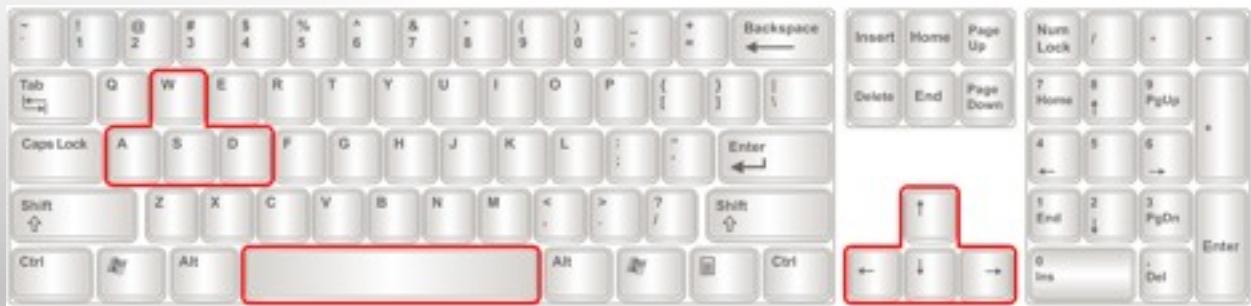 ~ ! @ # $ % ^ & * ( ) _ + Backspace
` 1 2 3 4 5 6 7 8 9 0 - =
Insert Home Page Up
Num Lock / * -
Tab Q W E R T Y U I O P { } |
[ ] \
Delete End Page Down
7 8 9 +
Home PgUp
Caps Lock A S D F G H J K L : " Enter
; '
4 5 6
← →
Shift Z X C V B N M < > ? Shift
, . /
↑
1 2 3
End ↓ PgDn
Enter
Ctrl Alt Alt Ctrl
← ↓ →
0 .
Ins Del